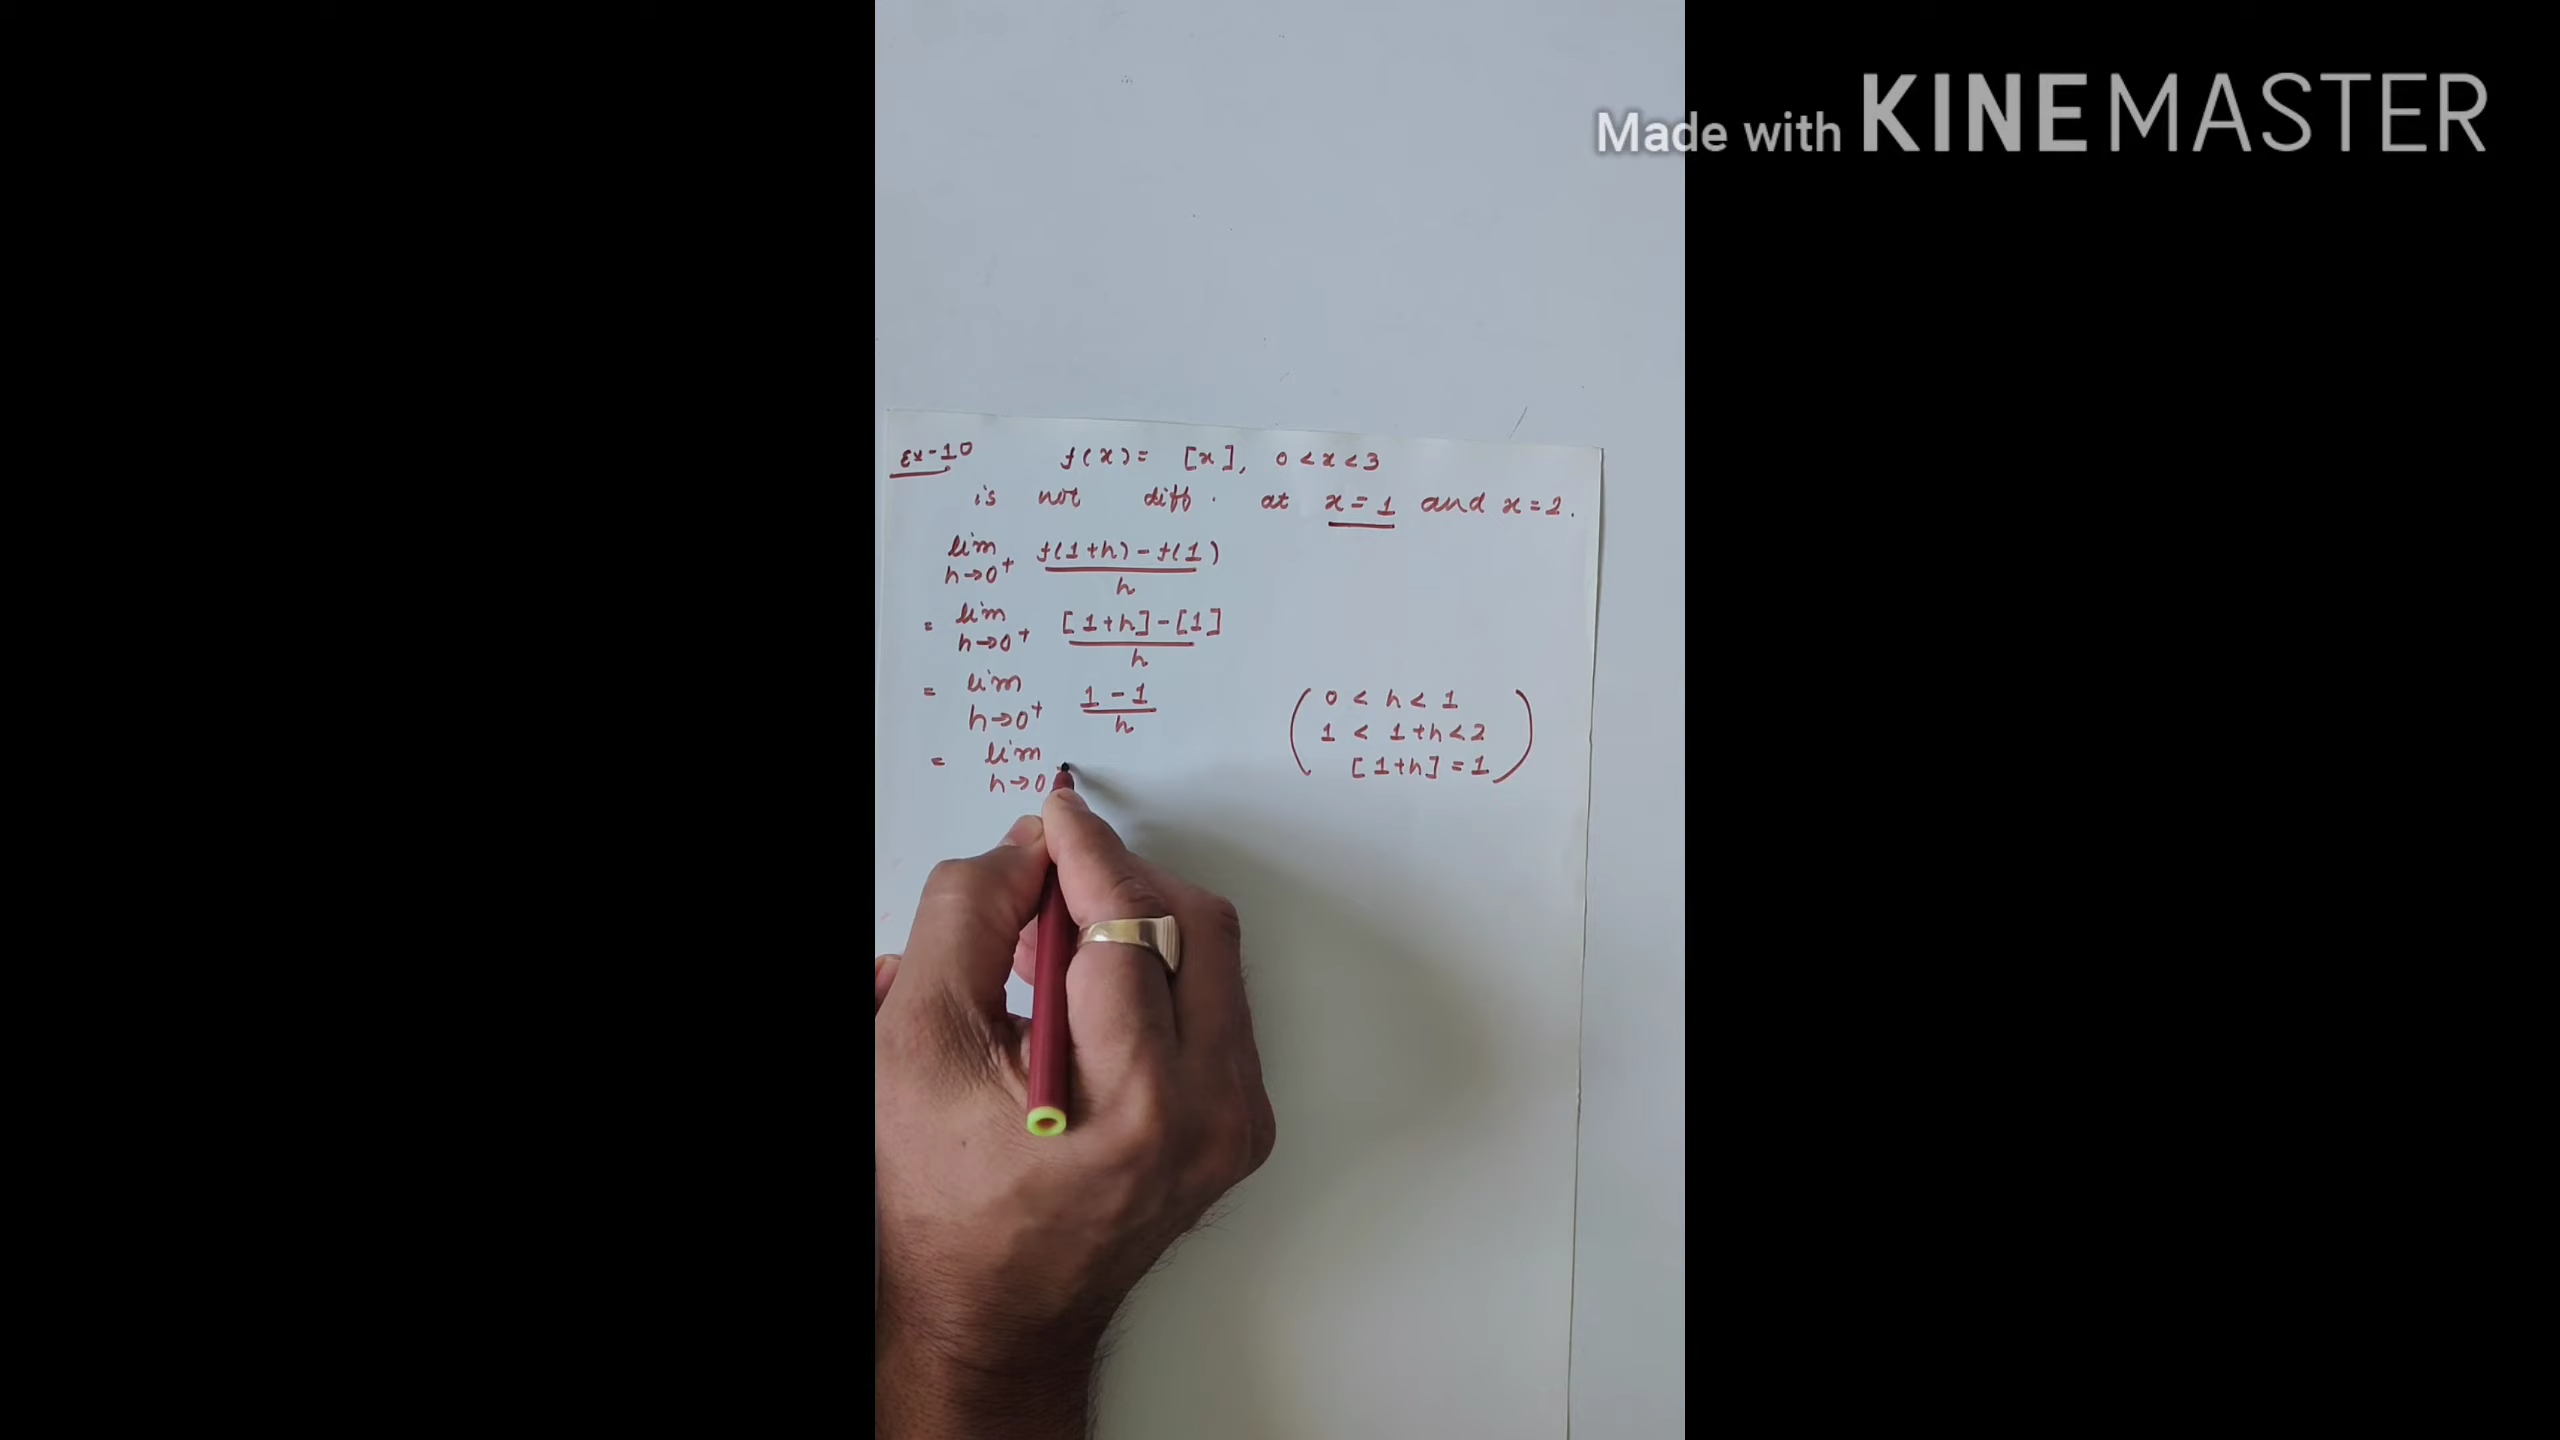 Made with KINEMASTER
Ex-10 f(x) = [x], 0 < x < 3
is not diff. at x = 1 and x = 2.
lim f(1+h) - f(1)
h→0⁺ h
= lim [1+h] - [1]
h→0⁺ h
= lim 1 - 1
h→0⁺ h
= lim
h→0
( 0 < h < 1
1 < 1+h < 2
[1+h] = 1 )